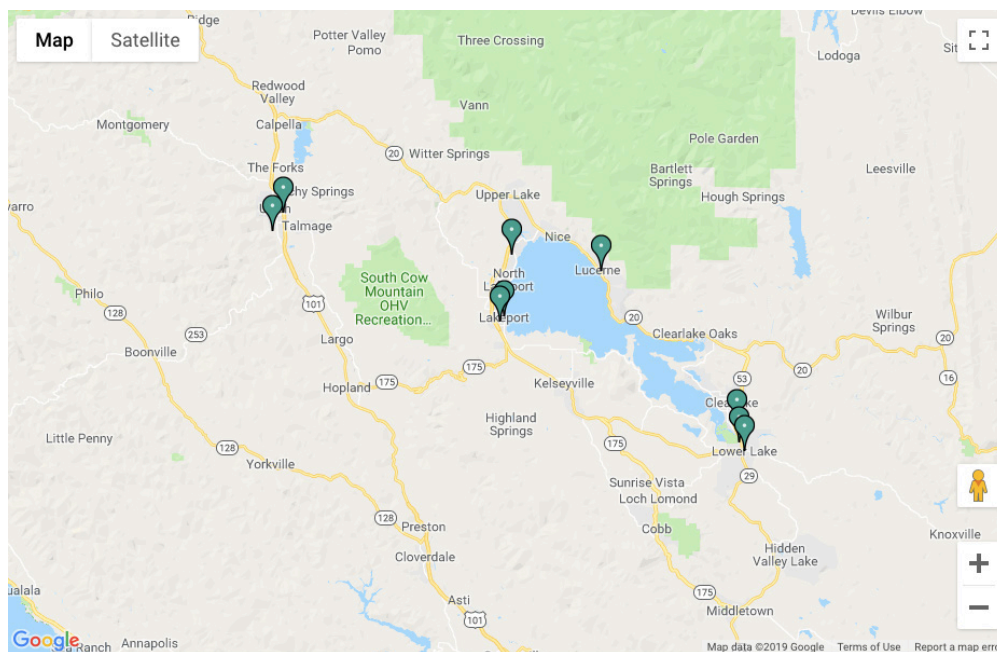 Ridge
Devils Elbow
Map
Satellite
Potter Valley
Pomo
Three Crossing
Lodoga
Redwood
Valley
Vann
Montgomery
Calpella
Pole Garden
20
Witter Springs
The Forks
Bartlett
Springs
Leesville
Upper Lake
Hough Springs
Talmage
Nice
North
Lucerne
South Cow
Mountain
OHV
Recreation...
Philo
101
Lakeport
128
20
Wilbur
Springs
253
Largo
Clearlake Oaks
Boonville
20
175
20
53
16
Hopland
175
Kelseyville
Highland
Springs
Little Penny
128
175
Lower Lake
Yorkville
29
Sunrise Vista
Loch Lomond
128
Preston
Cobb
Knoxville
Cloverdale
Hidden
Valley Lake
175
Asti
Middletown
101
Google
Annapolis
Map data ©2019 Google
Terms of Use
Report a map